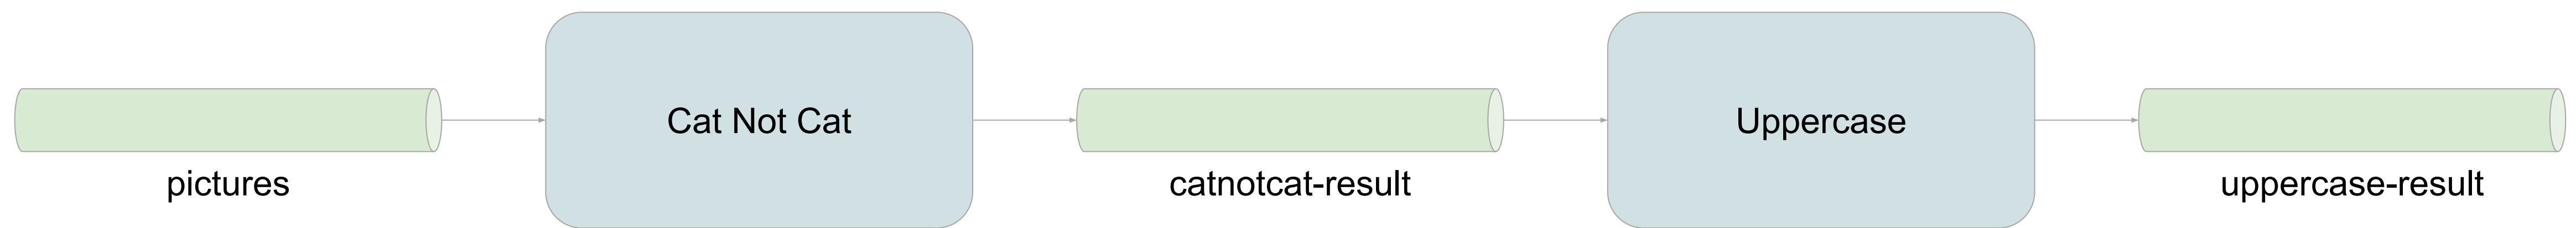 pictures
Cat Not Cat
catnotcat-result
Uppercase
uppercase-result